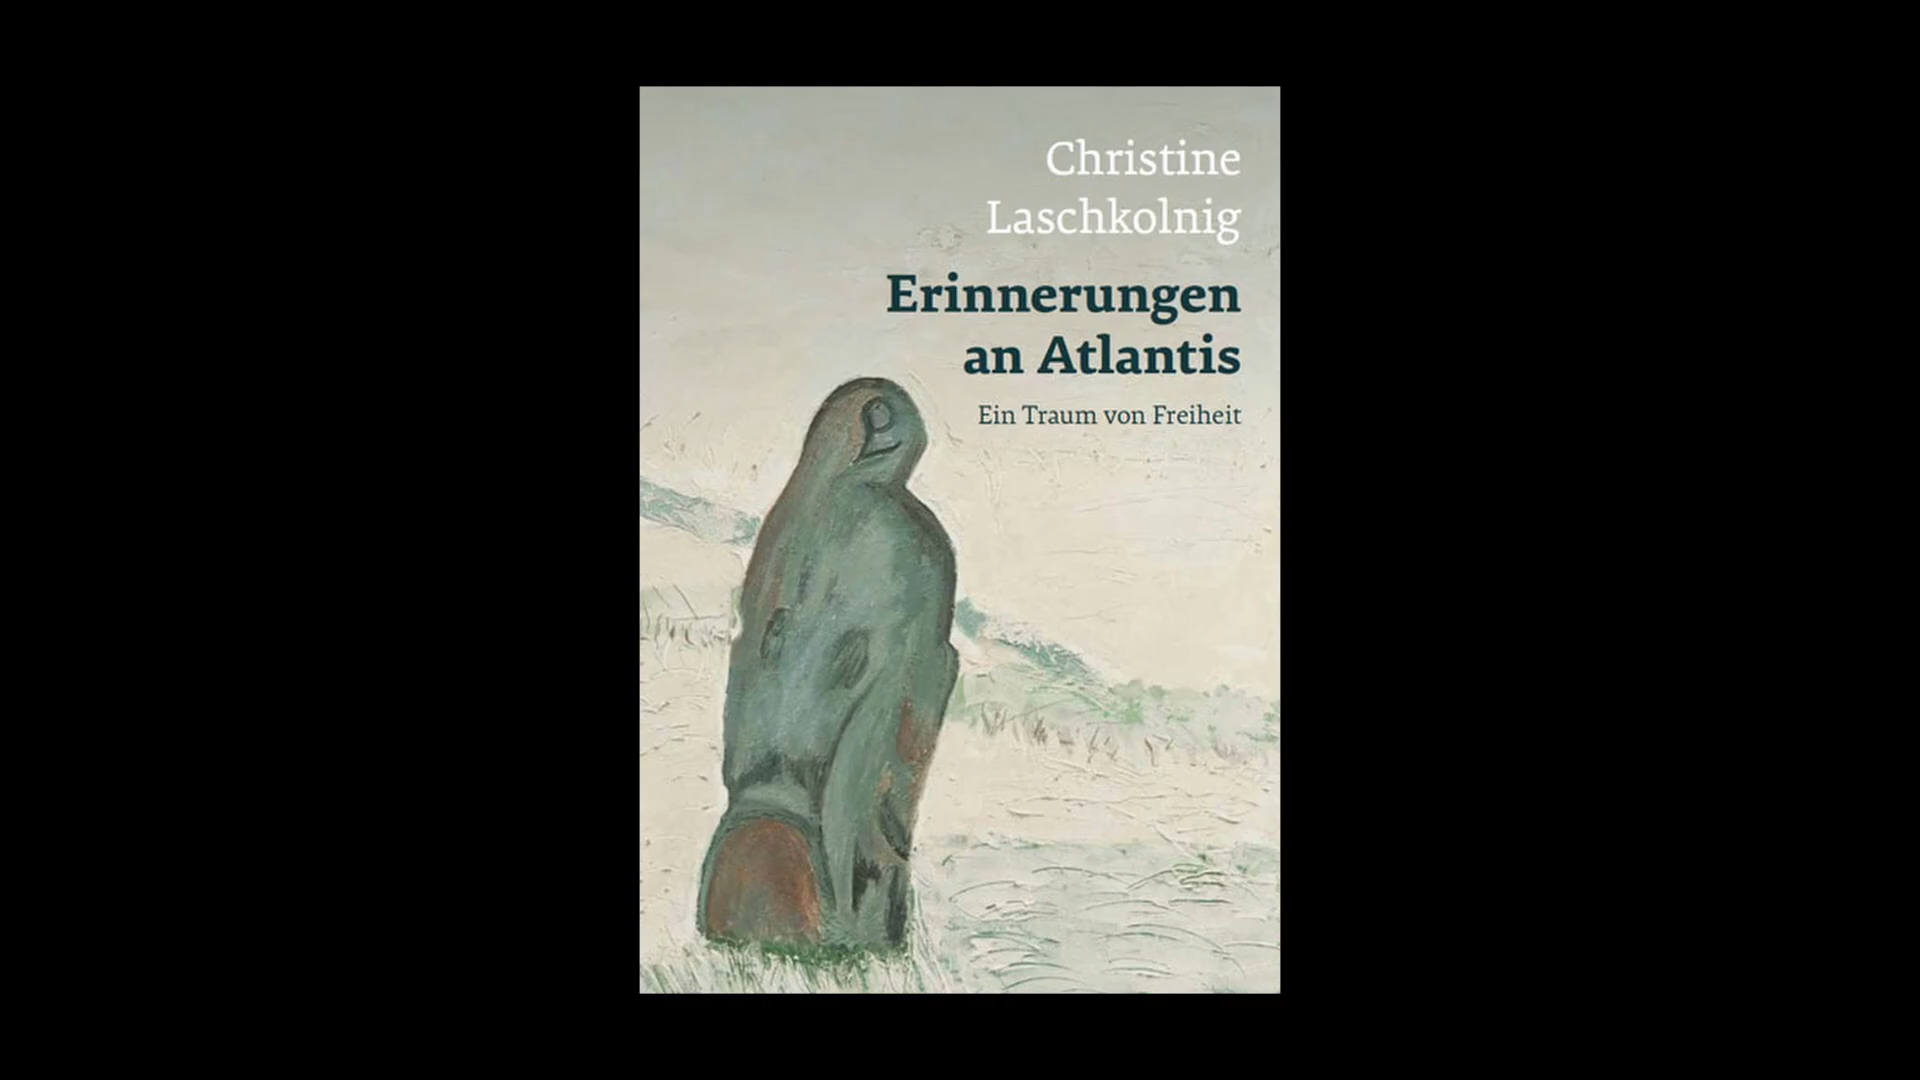 Christine
Laschkolnig
Erinnerungen
an Atlantis
Ein Traum von Freiheit